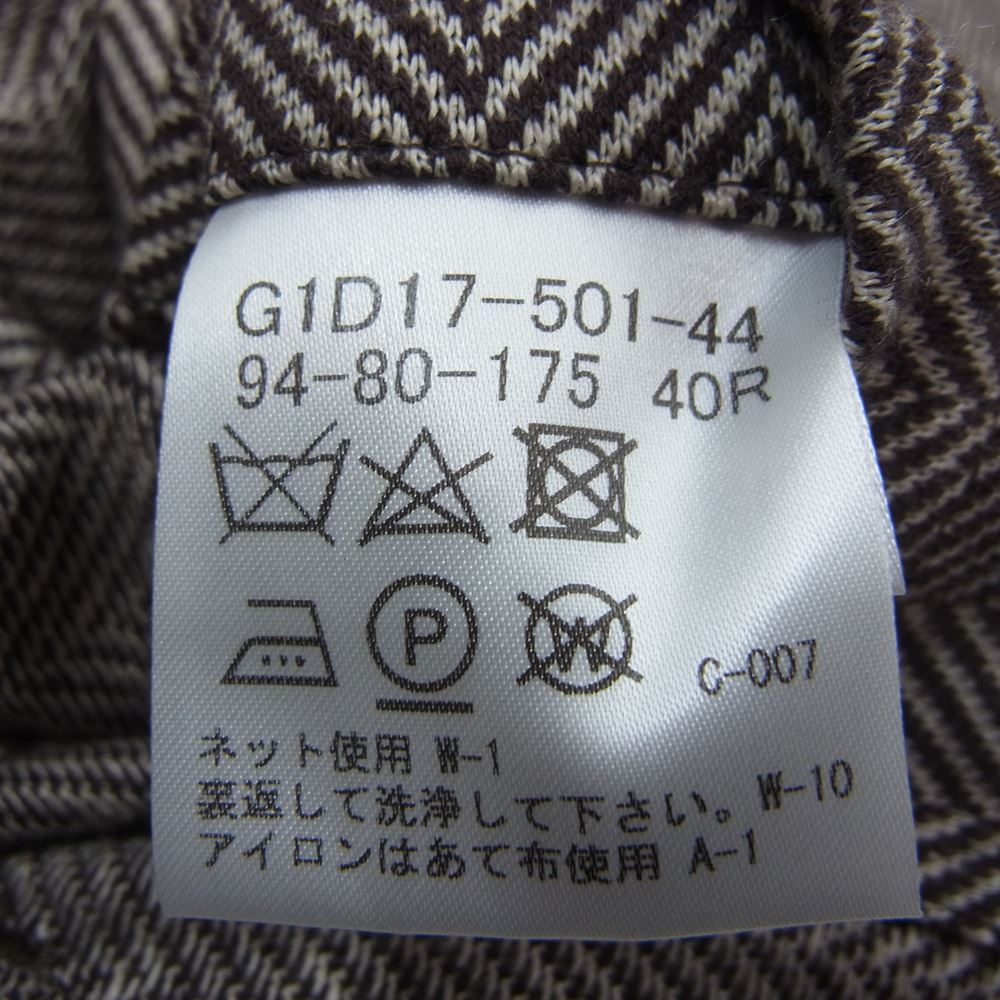 G1D17-501-44
94-80-175 40R
P W C-007
ネット使用 W-1
裏返して洗浄して下さい。W-10
アイロンはあて布使用 A-1